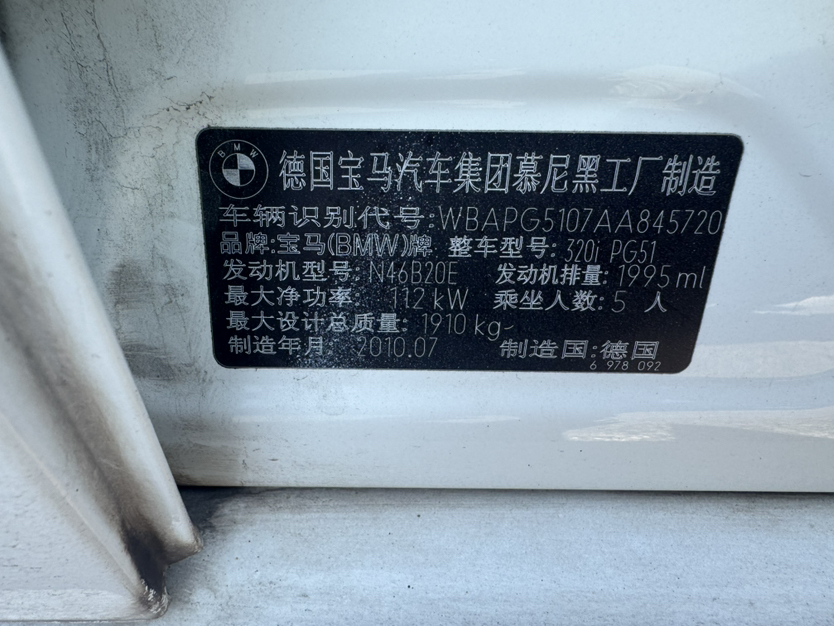 BMW
德国宝马汽车集团慕尼黑工厂制造
车辆识别代号:WBAPG5107AA845720
品牌:宝马(BMW)牌 整车型号:320i PG51
发动机型号:N46B20E 发动机排量:1995ml
最大净功率: 112kW 乘坐人数:5 人
最大设计总质量:1910kg
制造年月: 2010.07 制造国:德国
6 978 092